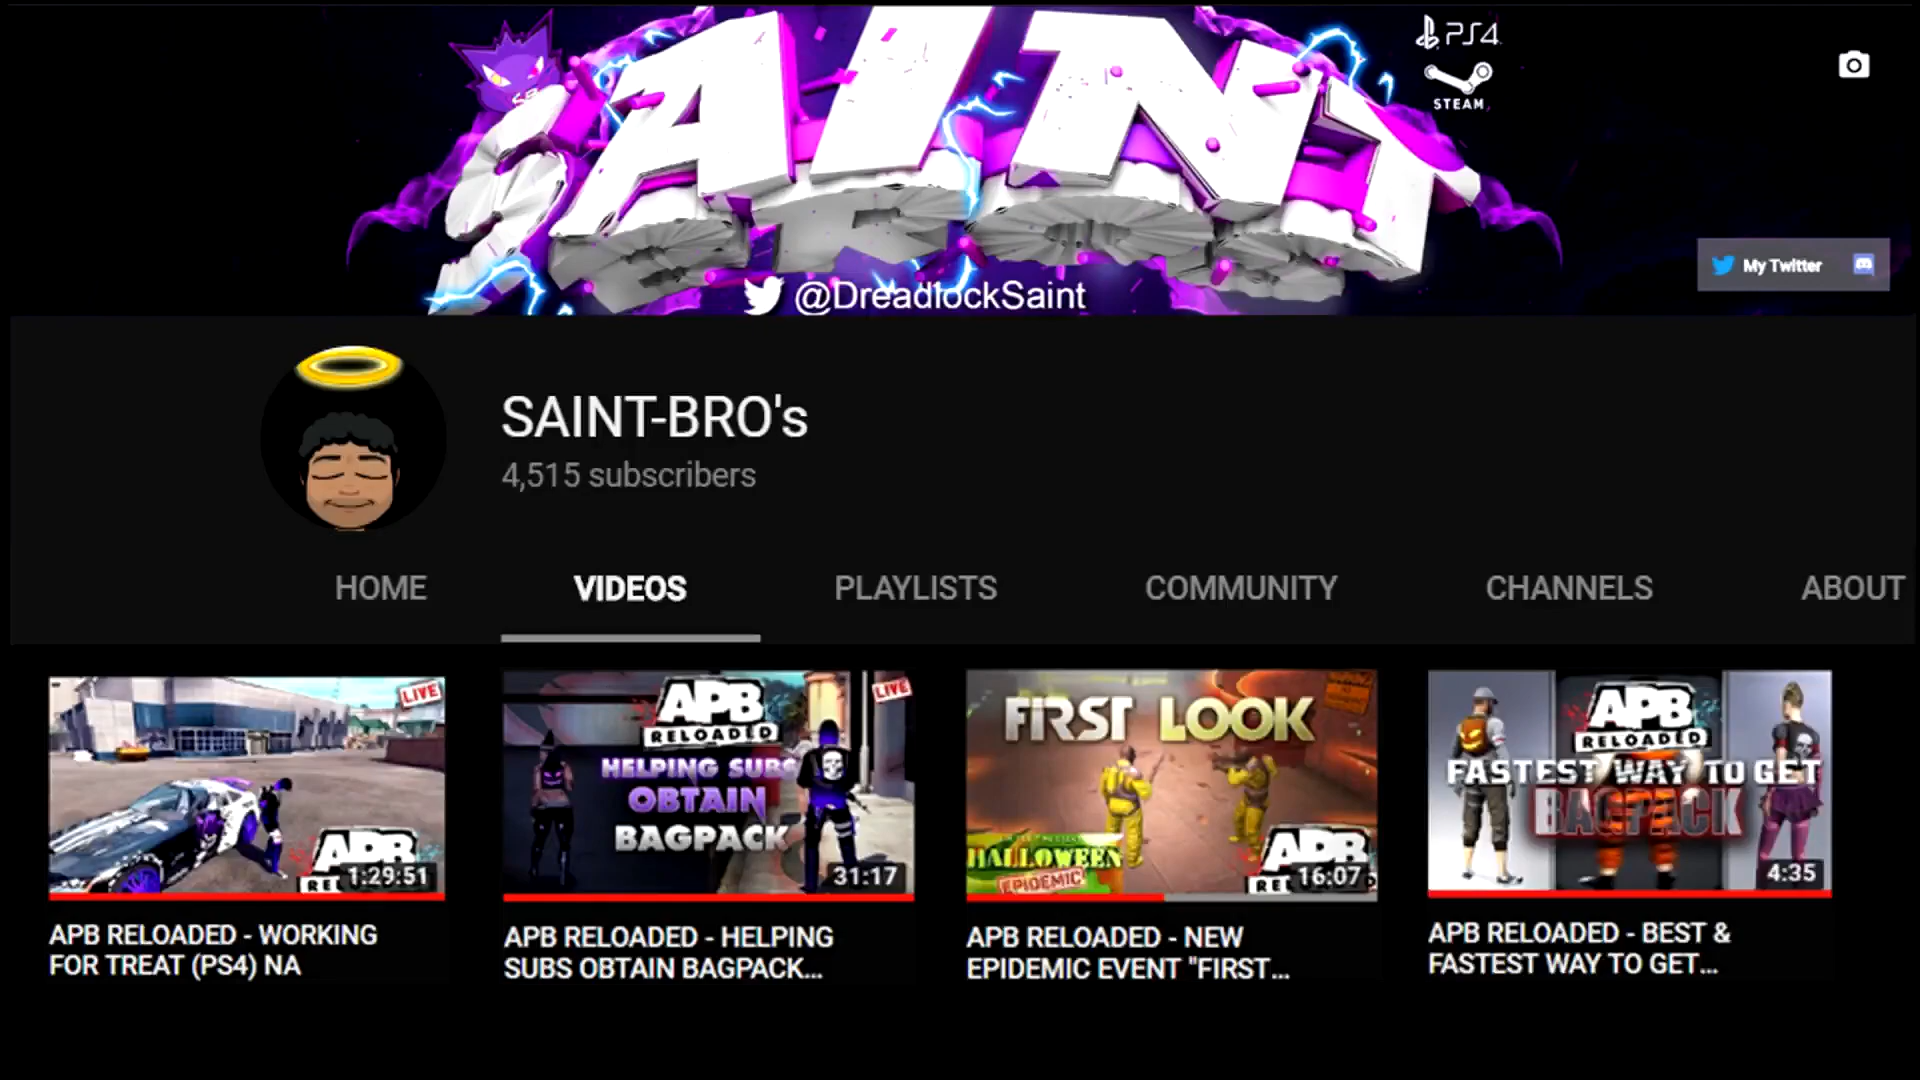 SAINT
PS4
STEAM
My Twitter
@DreadlockSaint
SAINT-BRO's
4,515 subscribers
HOME
VIDEOS
PLAYLISTS
COMMUNITY
CHANNELS
ABOUT
LIVE
APB
1:29:51
APB RELOADED - WORKING
FOR TREAT (PS4) NA
LIVE
APB
RELOADED
HELPING SUBS
OBTAIN
BAGPACK
31:17
APB RELOADED - HELPING
SUBS OBTAIN BAGPACK...
FIRST LOOK
HALLOWEEN
EPIDEMIC
APB
16:07
APB RELOADED - NEW
EPIDEMIC EVENT "FIRST...
APB
RELOADED
FASTEST WAY TO GET
BAGPACK
4:35
APB RELOADED - BEST &
FASTEST WAY TO GET...